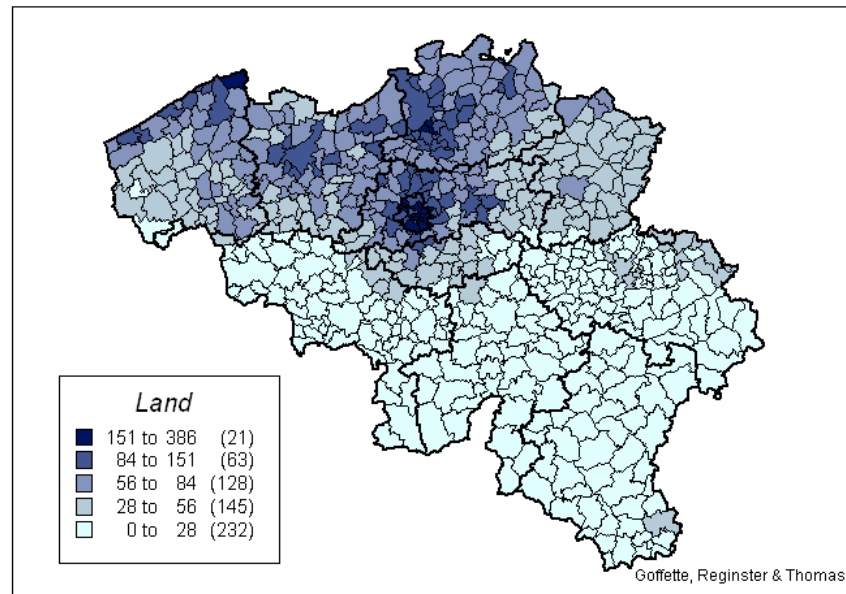 Land
151 to 386 (21)
84 to 151 (63)
56 to 84 (128)
28 to 56 (145)
0 to 28 (232)
Goffette, Reginster & Thomas